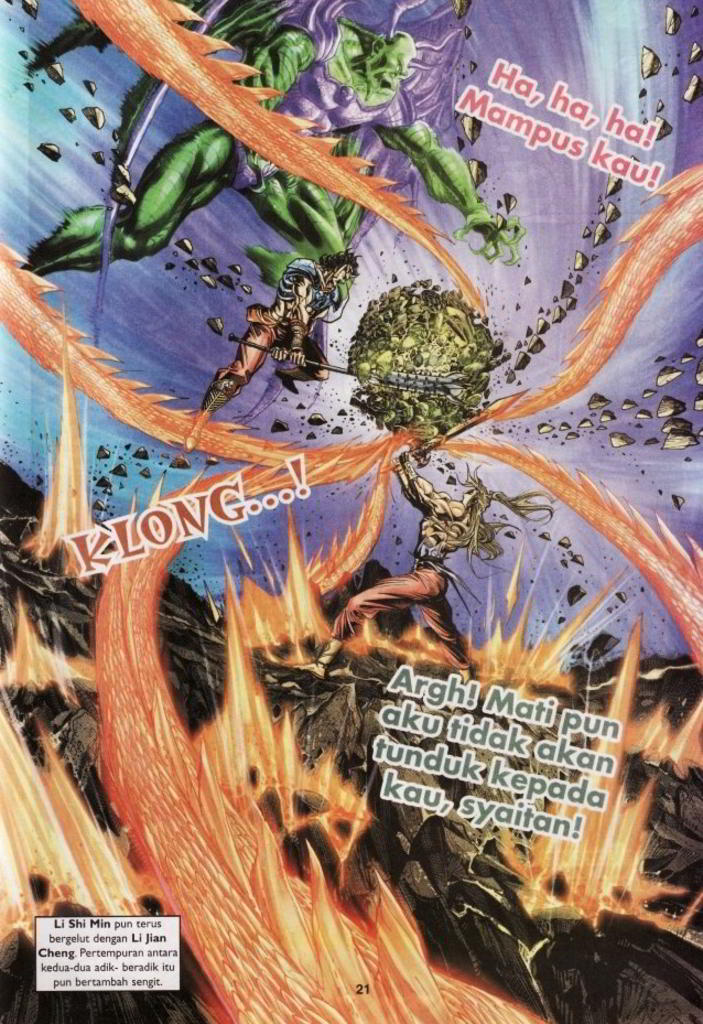 Ha, ha, ha!
Mampus kau!
KLONG...!
Argh! Mati pun
aku tidak akan
tunduk kepada
kau, syaitan!
Li Shi Min pun terus
bergelut dengan Li Jian
Cheng. Pertempuran antara
kedua-dua adik- beradik itu
pun bertambah sengit.
21